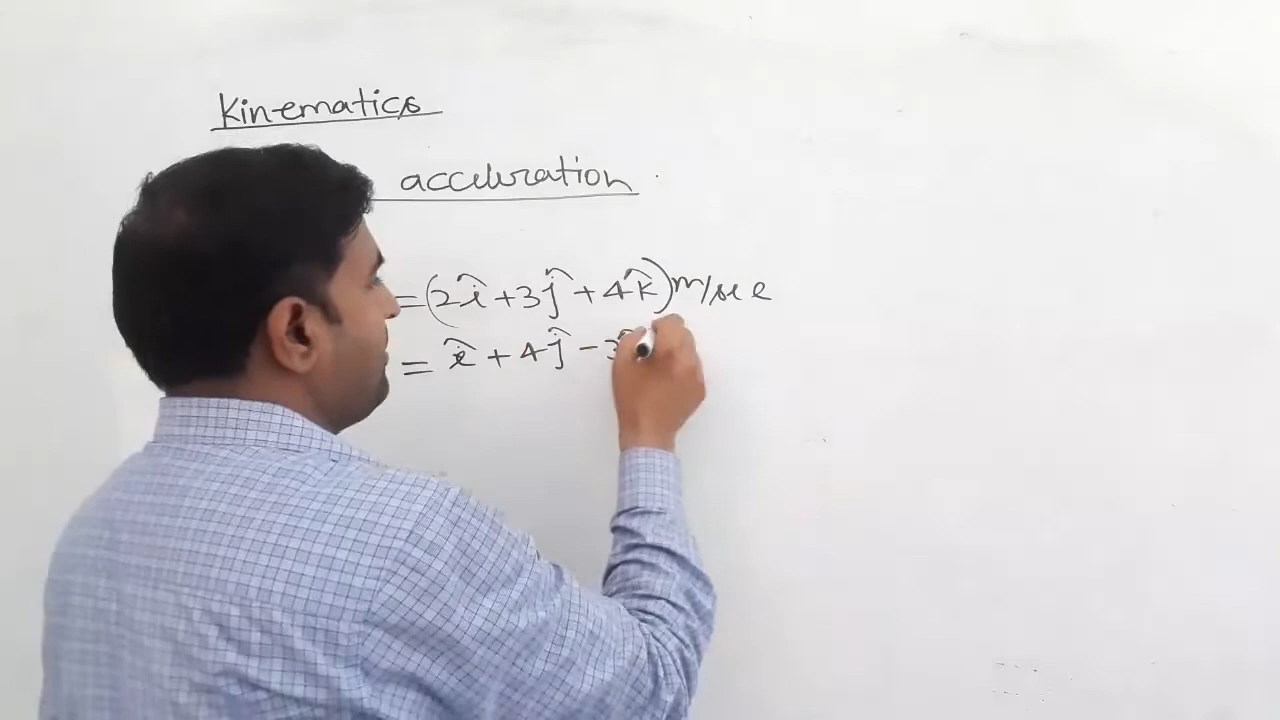 Kinematics
acceleration
=(2î+3ĵ+4k̂)m/sec
= î+4ĵ-3